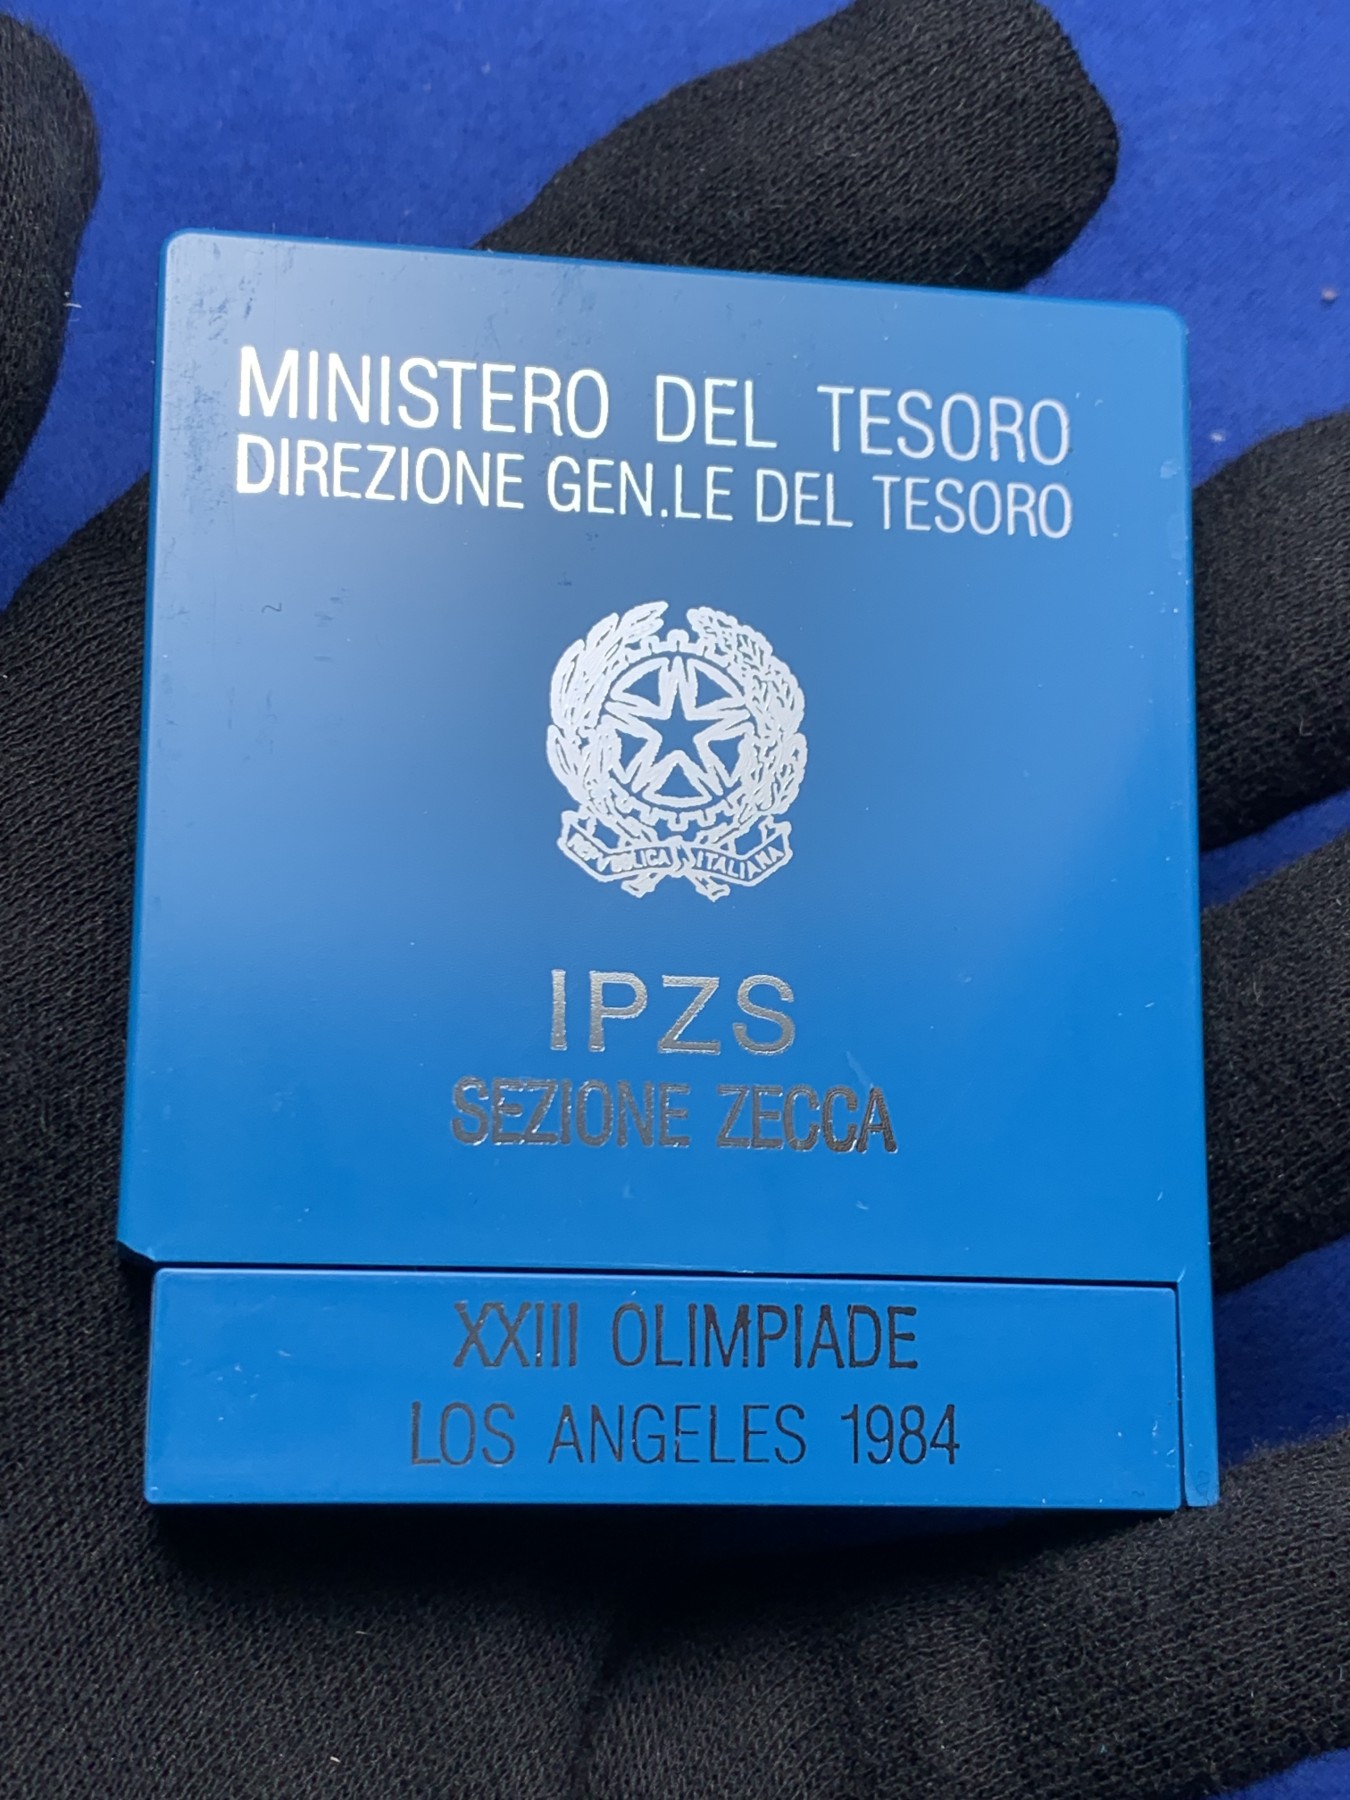 MINISTERO DEL TESORO
DIREZIONE GEN.LE DEL TESORO
REPVBBLICA ITALIANA
IPZS
SEZIONE ZECCA
XXIII OLIMPIADE
LOS ANGELES 1984